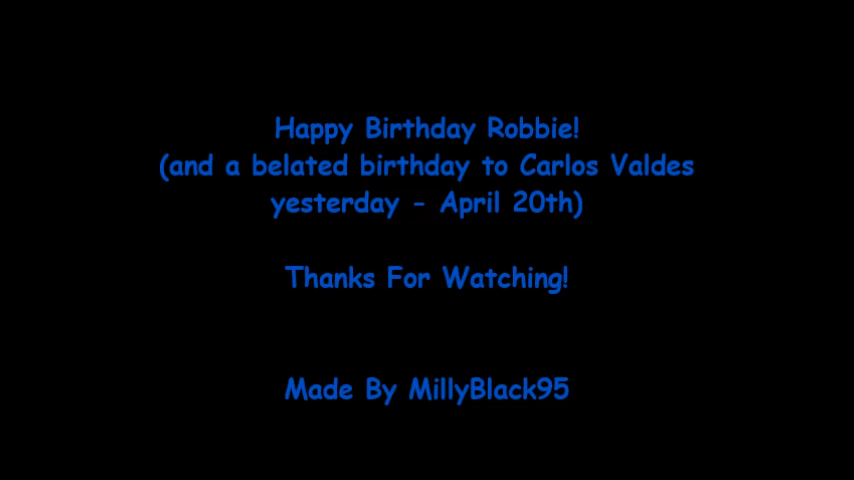 Happy Birthday Robbie!
(and a belated birthday to Carlos Valdes
yesterday - April 20th)
Thanks For Watching!
Made By MillyBlack95